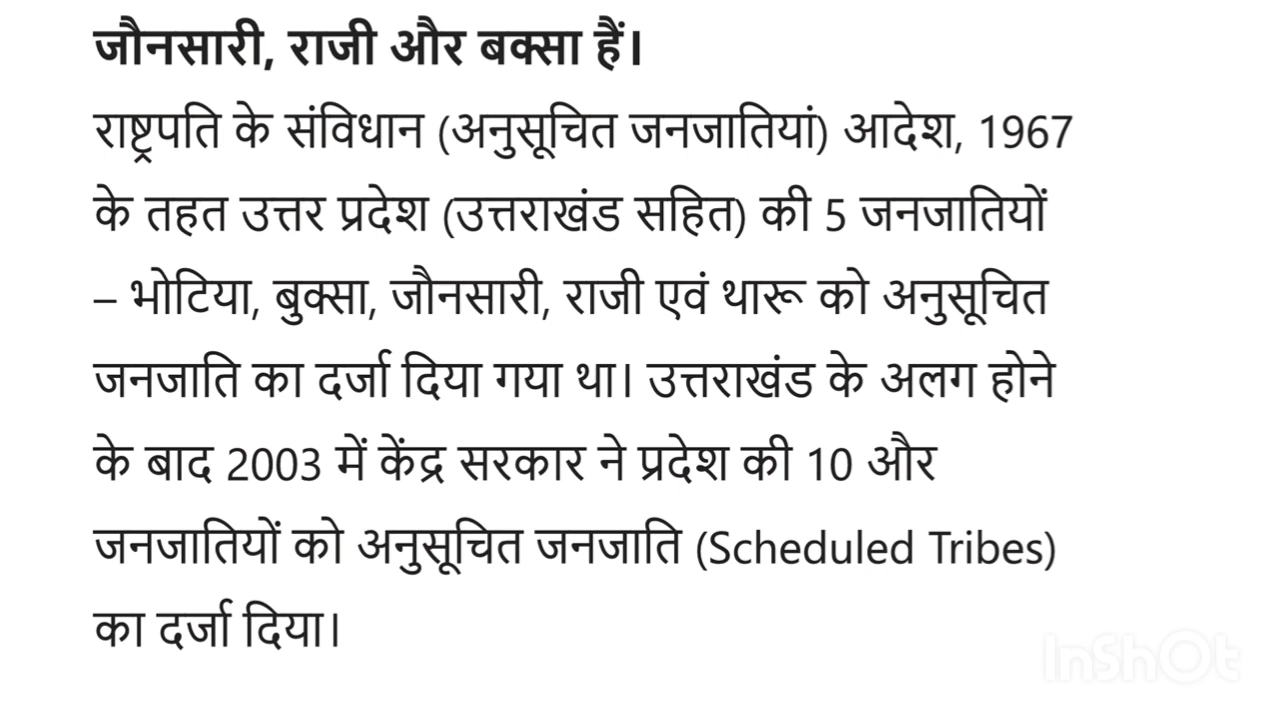 जौनसारी, राजी और बक्सा हैं।
राष्ट्रपति के संविधान (अनुसूचित जनजातियां) आदेश, 1967
के तहत उत्तर प्रदेश (उत्तराखंड सहित) की 5 जनजातियों
– भोटिया, बुक्सा, जौनसारी, राजी एवं थारू को अनुसूचित
जनजाति का दर्जा दिया गया था। उत्तराखंड के अलग होने
के बाद 2003 में केंद्र सरकार ने प्रदेश की 10 और
जनजातियों को अनुसूचित जनजाति (Scheduled Tribes)
का दर्जा दिया।
InShOt